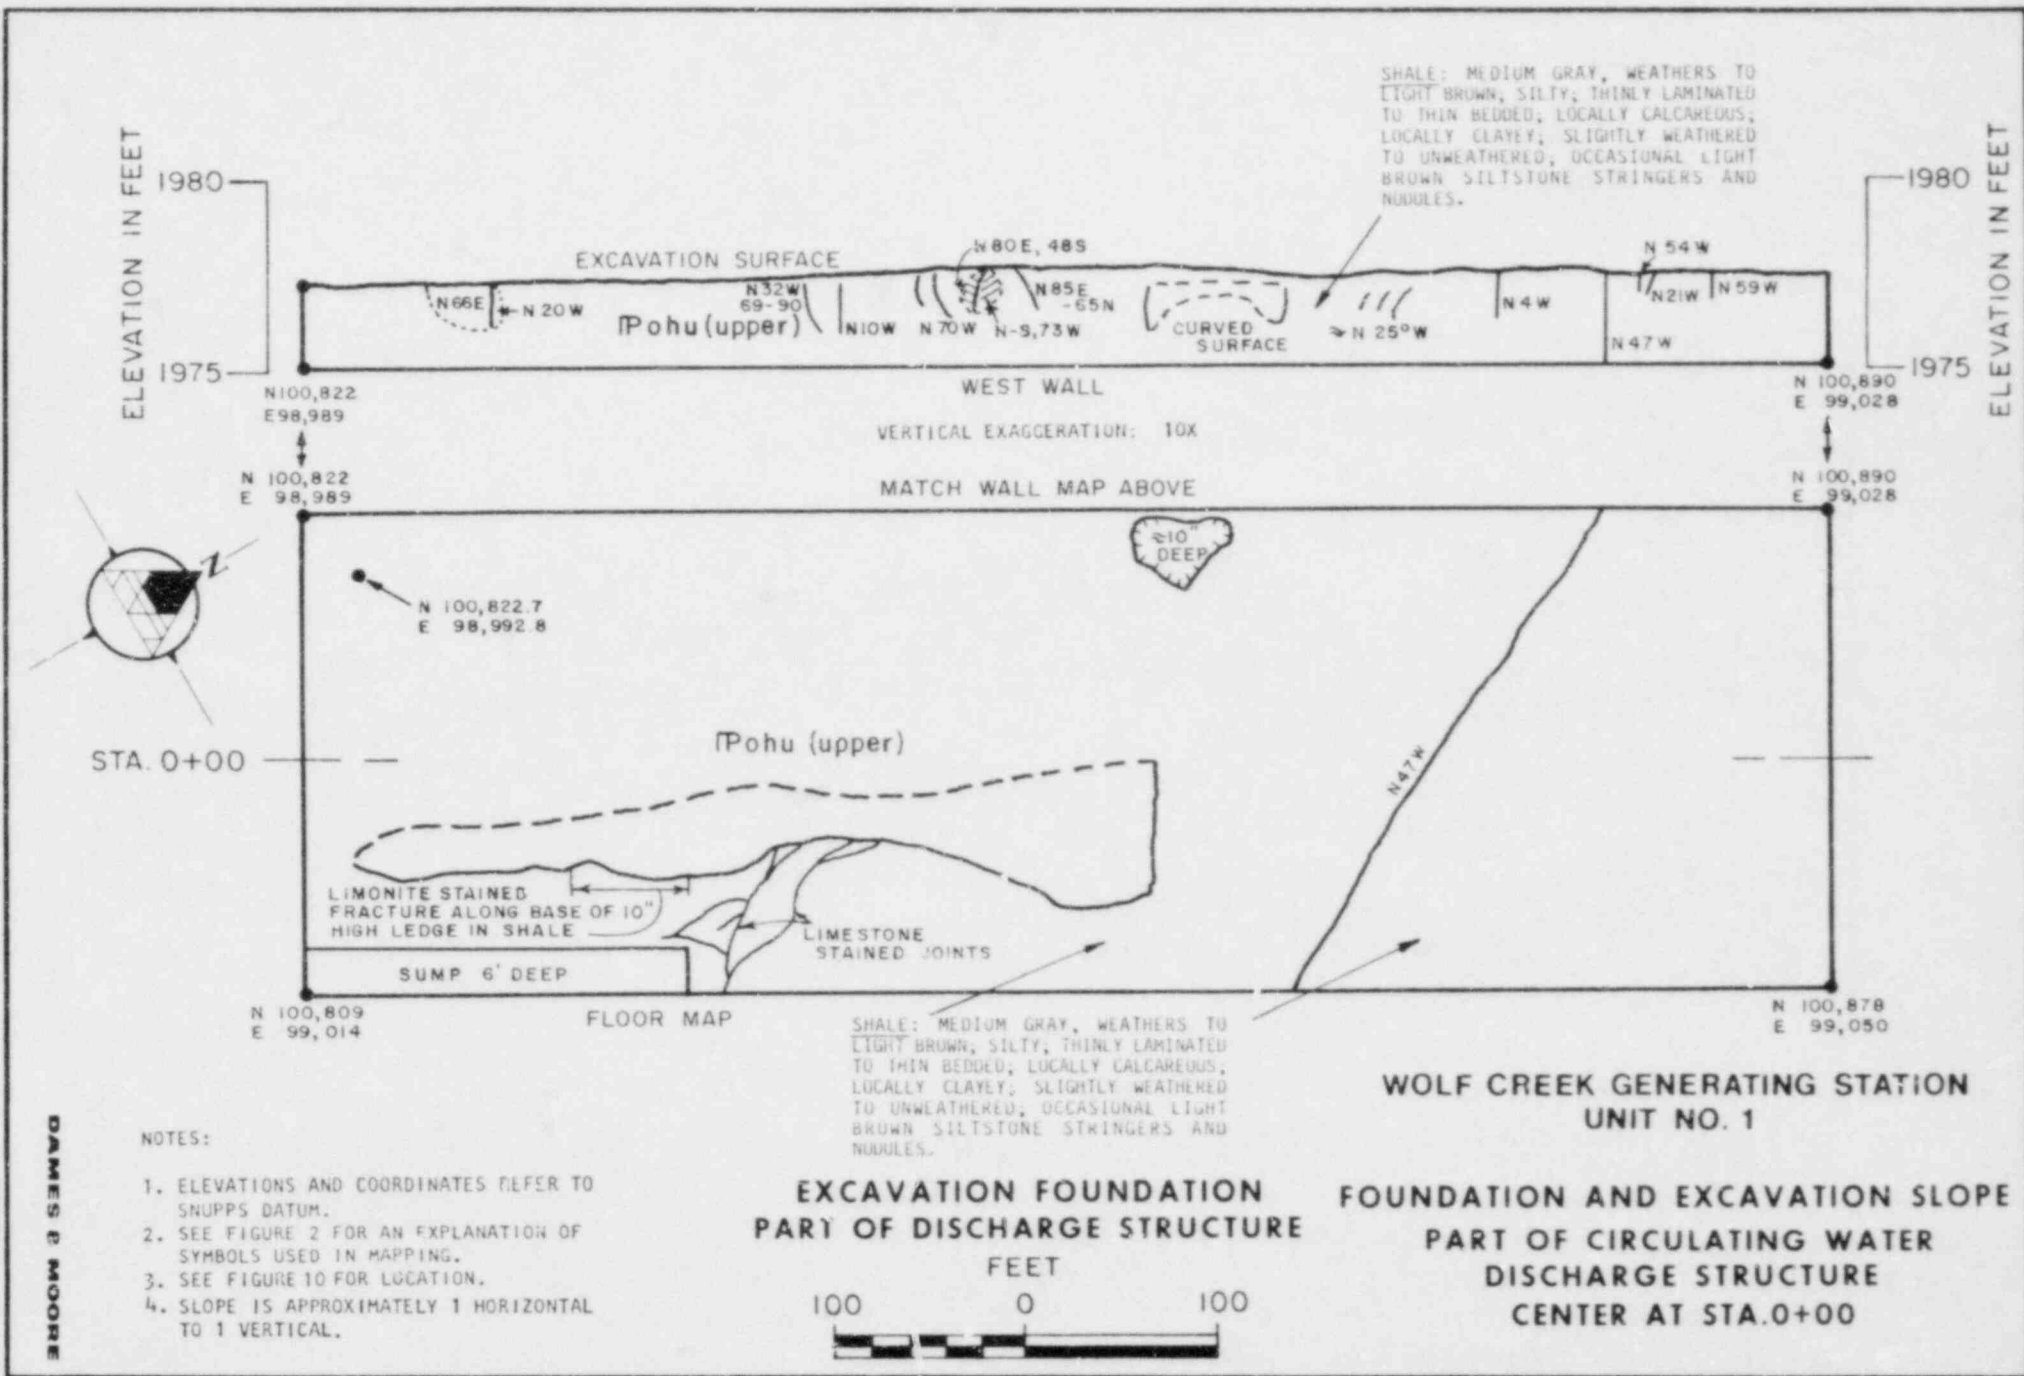 SHALE: MEDIUM GRAY, WEATHERS TO
LIGHT BROWN; SILTY; THINLY LAMINATED
TO THIN BEDDED; LOCALLY CALCAREOUS;
LOCALLY CLAYEY; SLIGHTLY WEATHERED
TO UNWEATHERED; OCCASIONAL LIGHT
BROWN SILTSTONE STRINGERS AND
NODULES.
ELEVATION IN FEET
1980
1975
ELEVATION IN FEET
1980
1975
EXCAVATION SURFACE
N66E
N 20W
N32W
69-90
⌈Pohu (upper)
N10W
N70W
N80E, 48S
N-S, 73W
N85E
-65N
CURVED
SURFACE
≈ N 25°W
N4W
N47W
N 54W
N21W
N59W
N100,822
E98,989
WEST WALL
N 100,890
E 99,028
VERTICAL EXAGGERATION: 10X
N 100,822
E 98,989
MATCH WALL MAP ABOVE
N 100,890
E 99,028
N
≈10"
DEEP
N 100,822.7
E 98,992.8
STA. 0+00
⌈Pohu (upper)
N47W
LIMONITE STAINED
FRACTURE ALONG BASE OF 10"
HIGH LEDGE IN SHALE
LIMESTONE
STAINED JOINTS
SUMP 6' DEEP
N 100,809
E 99,014
FLOOR MAP
N 100,878
E 99,050
SHALE: MEDIUM GRAY, WEATHERS TO
LIGHT BROWN; SILTY; THINLY LAMINATED
TO THIN BEDDED; LOCALLY CALCAREOUS;
LOCALLY CLAYEY; SLIGHTLY WEATHERED
TO UNWEATHERED; OCCASIONAL LIGHT
BROWN SILTSTONE STRINGERS AND
NODULES.
WOLF CREEK GENERATING STATION
UNIT NO. 1
DAMES & MOORE
NOTES:
1. ELEVATIONS AND COORDINATES REFER TO
SNUPPS DATUM.
2. SEE FIGURE 2 FOR AN EXPLANATION OF
SYMBOLS USED IN MAPPING.
3. SEE FIGURE 10 FOR LOCATION.
4. SLOPE IS APPROXIMATELY 1 HORIZONTAL
TO 1 VERTICAL.
EXCAVATION FOUNDATION
PART OF DISCHARGE STRUCTURE
FEET
100 0 100
FOUNDATION AND EXCAVATION SLOPE
PART OF CIRCULATING WATER
DISCHARGE STRUCTURE
CENTER AT STA.0+00